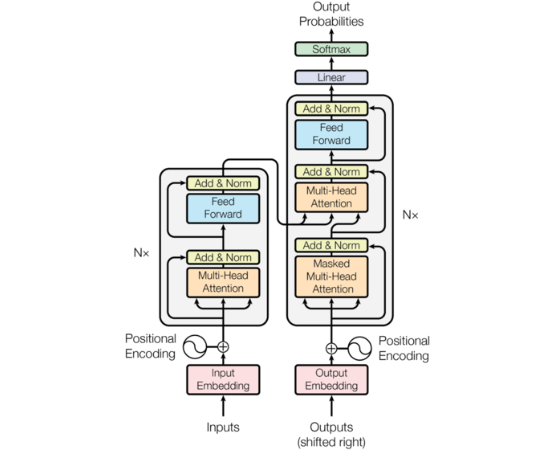 Output
Probabilities
Softmax
Linear
Add & Norm
Feed
Forward
Add & Norm
Multi-Head
Attention
Add & Norm
Masked
Multi-Head
Attention
Nx
Positional
Encoding
Output
Embedding
Outputs
(shifted right)
Add & Norm
Feed
Forward
Add & Norm
Multi-Head
Attention
Nx
Positional
Encoding
Input
Embedding
Inputs